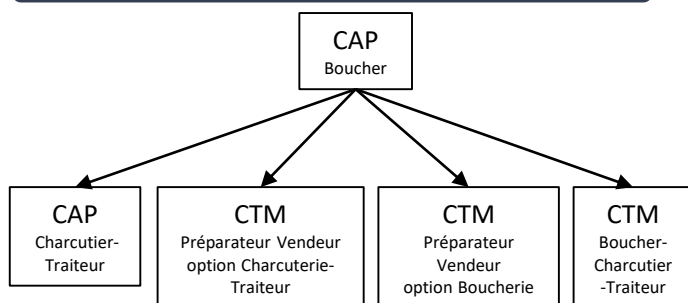 CAP
Boucher
CAP
Charcutier-
Traiteur
CTM
Préparateur Vendeur
option Charcuterie-
Traiteur
CTM
Préparateur
Vendeur
option Boucherie
CTM
Boucher-
Charcutier
-Traiteur